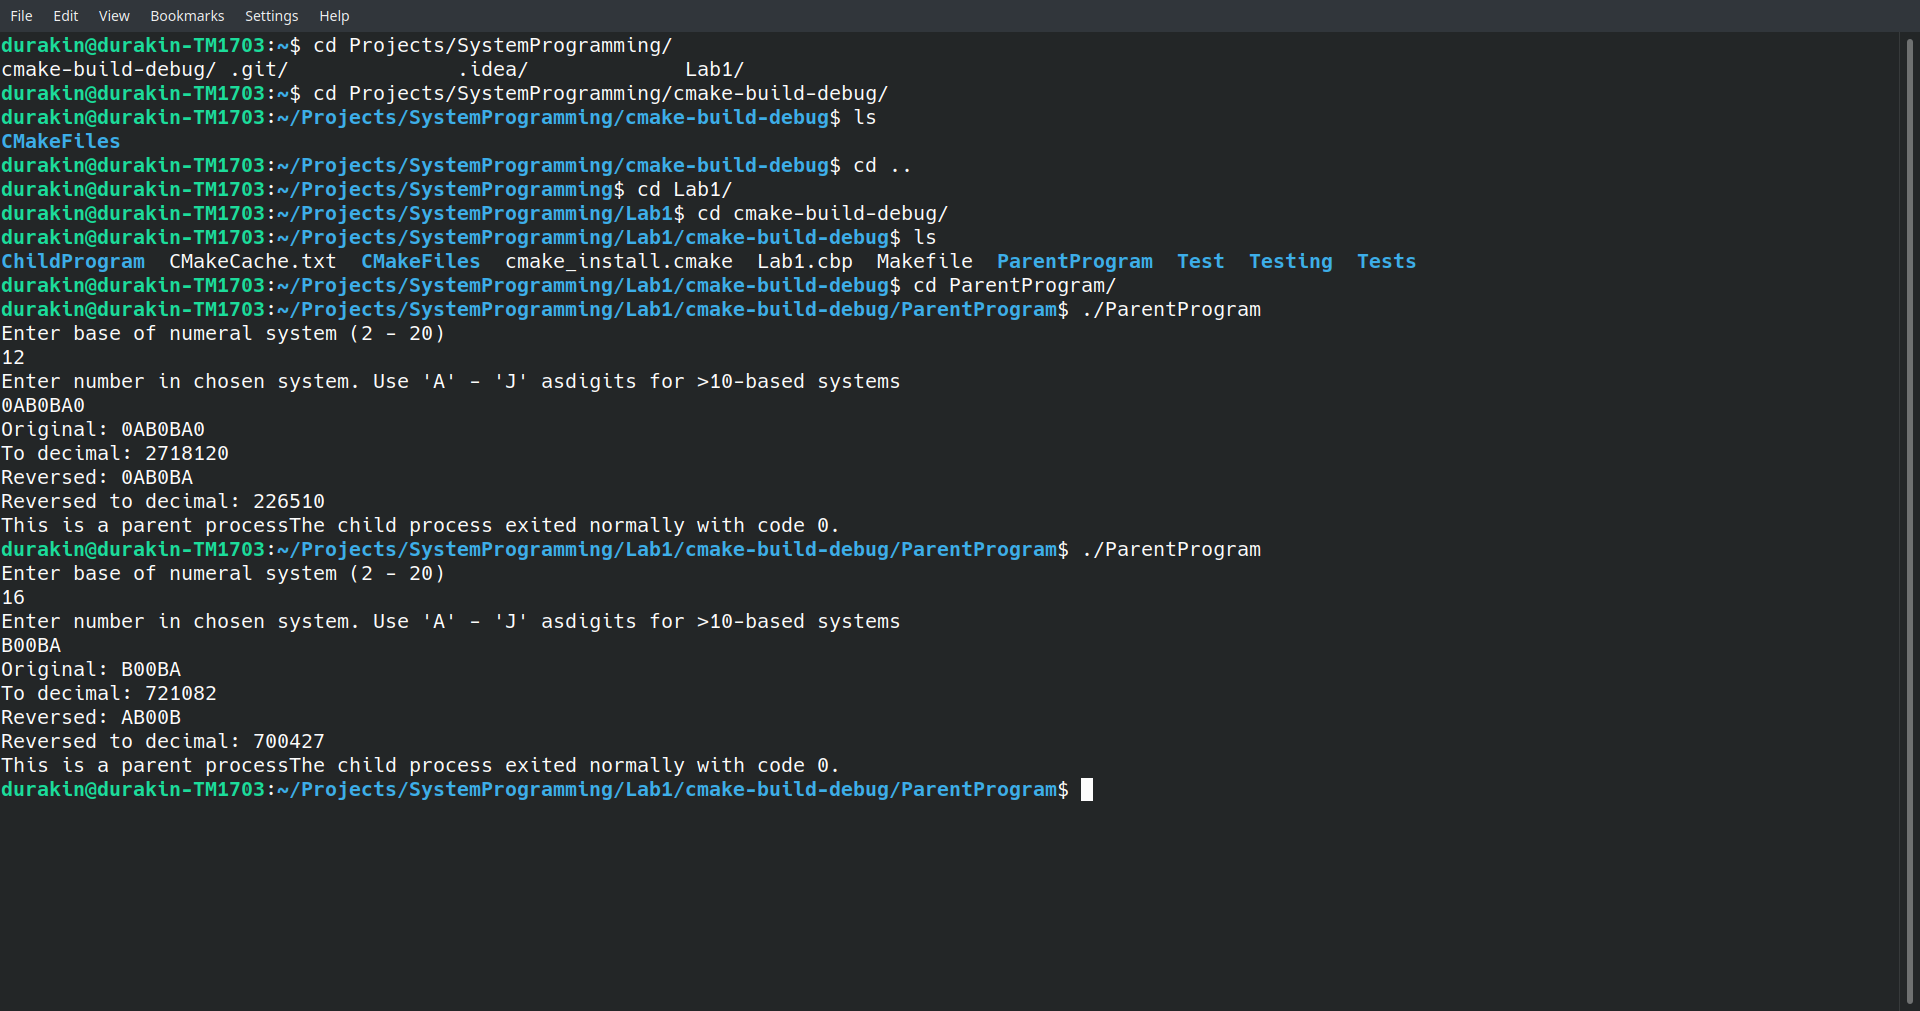 File Edit View Bookmarks Settings Help
durakin@durakin-TM1703:~$ cd Projects/SystemProgramming/
cmake-build-debug/ .git/              .idea/             Lab1/
durakin@durakin-TM1703:~$ cd Projects/SystemProgramming/cmake-build-debug/
durakin@durakin-TM1703:~/Projects/SystemProgramming/cmake-build-debug$ ls
CMakeFiles
durakin@durakin-TM1703:~/Projects/SystemProgramming/cmake-build-debug$ cd ..
durakin@durakin-TM1703:~/Projects/SystemProgramming$ cd Lab1/
durakin@durakin-TM1703:~/Projects/SystemProgramming/Lab1$ cd cmake-build-debug/
durakin@durakin-TM1703:~/Projects/SystemProgramming/Lab1/cmake-build-debug$ ls
ChildProgram  CMakeCache.txt  CMakeFiles  cmake_install.cmake  Lab1.cbp  Makefile  ParentProgram  Test  Testing  Tests
durakin@durakin-TM1703:~/Projects/SystemProgramming/Lab1/cmake-build-debug$ cd ParentProgram/
durakin@durakin-TM1703:~/Projects/SystemProgramming/Lab1/cmake-build-debug/ParentProgram$ ./ParentProgram
Enter base of numeral system (2 - 20)
12
Enter number in chosen system. Use 'A' - 'J' asdigits for >10-based systems
0AB0BA0
Original: 0AB0BA0
To decimal: 2718120
Reversed: 0AB0BA
Reversed to decimal: 226510
This is a parent processThe child process exited normally with code 0.
durakin@durakin-TM1703:~/Projects/SystemProgramming/Lab1/cmake-build-debug/ParentProgram$ ./ParentProgram
Enter base of numeral system (2 - 20)
16
Enter number in chosen system. Use 'A' - 'J' asdigits for >10-based systems
B00BA
Original: B00BA
To decimal: 721082
Reversed: AB00B
Reversed to decimal: 700427
This is a parent processThe child process exited normally with code 0.
durakin@durakin-TM1703:~/Projects/SystemProgramming/Lab1/cmake-build-debug/ParentProgram$